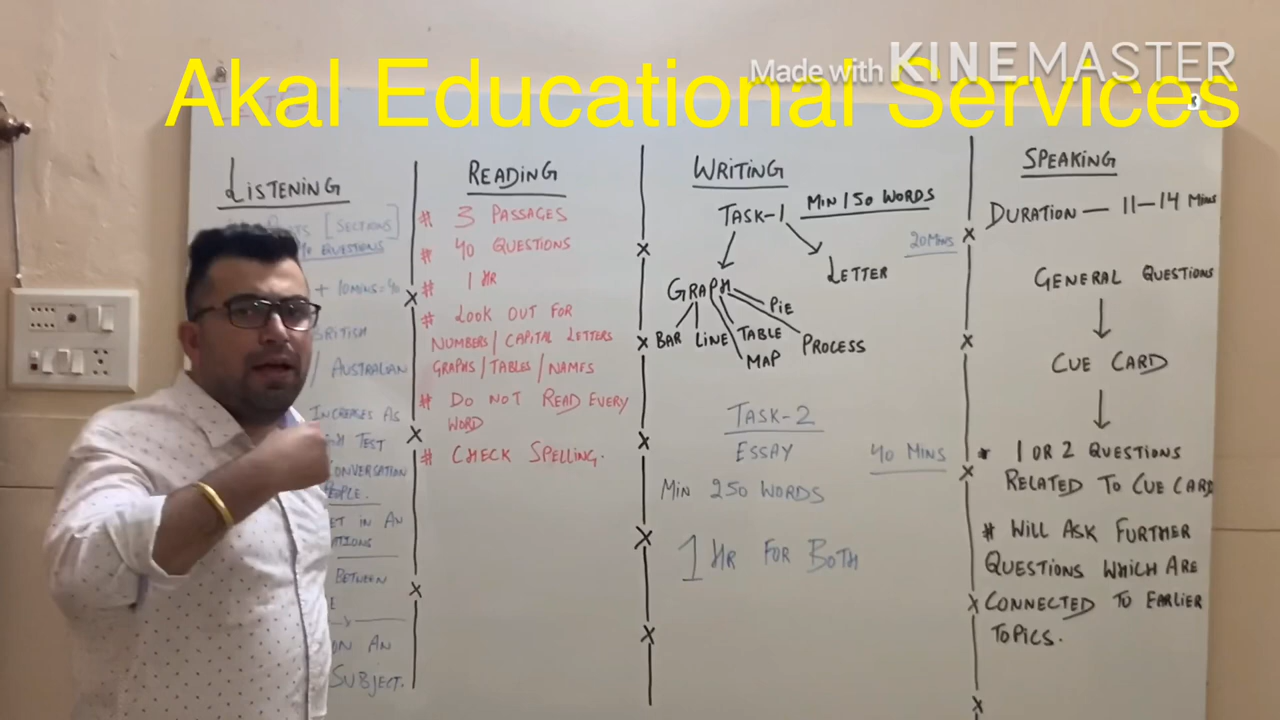 Made with KINEMASTER
Akal Educational Services
LISTENING
[SECTIONS]
QUESTIONS
+ 10MINS=40
BRITISH
/ AUSTRALIAN
INCREASES AS
TEST
CONVERSATION
PEOPLE.
IN AN
BETWEEN
ON AN
SUBJECT.
READING
# 3 PASSAGES
# 40 QUESTIONS
# 1 HR
# LOOK OUT FOR
NUMBERS/CAPITAL LETTERS
GRAPHS/TABLES/NAMES
# DO NOT READ EVERY
WORD
# CHECK SPELLING.
WRITING
TASK-1 MIN 150 WORDS
20 MINS
LETTER
GRAPH
PIE
BAR LINE TABLE
PROCESS
MAP
TASK-2
ESSAY
40 MINS
MIN 250 WORDS
1 HR FOR BOTH
SPEAKING
DURATION — 11-14 MINS
GENERAL QUESTIONS
CUE CARD
* 1 OR 2 QUESTIONS
RELATED TO CUE CARD
# WILL ASK FURTHER
QUESTIONS WHICH ARE
CONNECTED TO EARLIER
TOPICS.